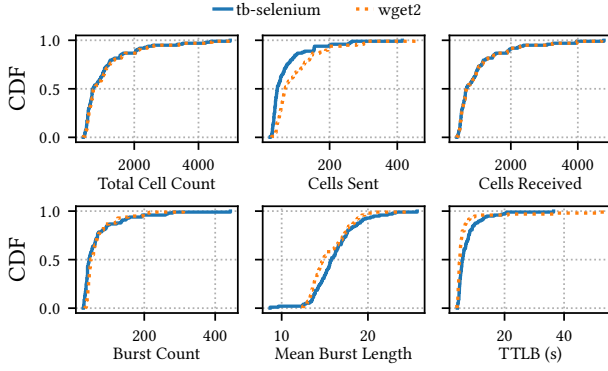 tb-selenium wget2
CDF 1.0 0.5 0.0
2000 4000 200 400 2000 4000
Total Cell Count Cells Sent Cells Received
CDF 1.0 0.5 0.0
200 400 10 20 20 40
Burst Count Mean Burst Length TTLB (s)